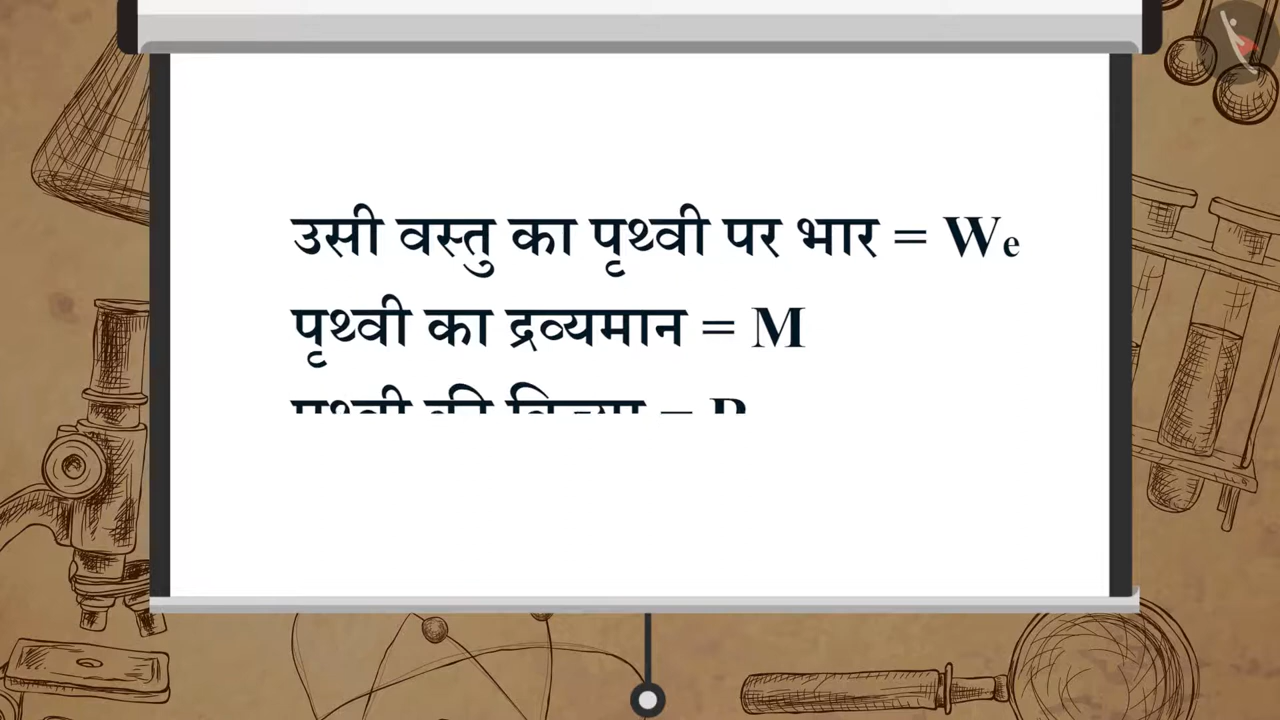 उसी वस्तु का पृथ्वी पर भार = We
पृथ्वी का द्रव्यमान = M